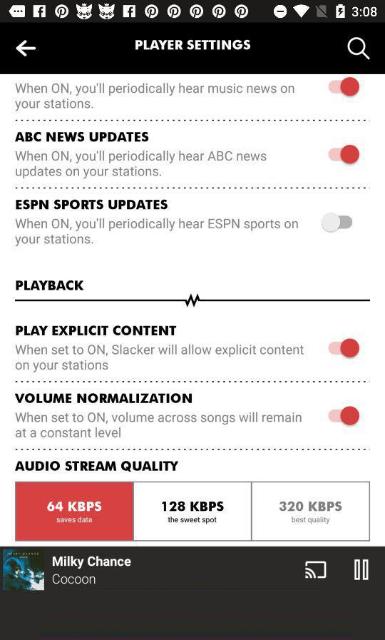 3:08
PLAYER SETTINGS
When ON, you'll periodically hear music news on
your stations.
ABC NEWS UPDATES
When ON, you'll periodically hear ABC news
updates on your stations.
ESPN SPORTS UPDATES
When ON, you'll periodically hear ESPN sports on
your stations.
PLAYBACK
PLAY EXPLICIT CONTENT
When set to ON, Slacker will allow explicit content
on your stations
VOLUME NORMALIZATION
When set to ON, volume across songs will remain
at a constant level
AUDIO STREAM QUALITY
64 KBPS
saves data
128 KBPS
the sweet spot
320 KBPS
best quality
Milky Chance
Cocoon